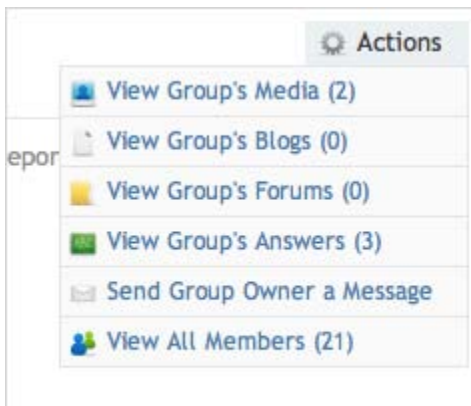 Actions
View Group's Media (2)
View Group's Blogs (0)
epor
View Group's Forums (0)
View Group's Answers (3)
Send Group Owner a Message
View All Members (21)